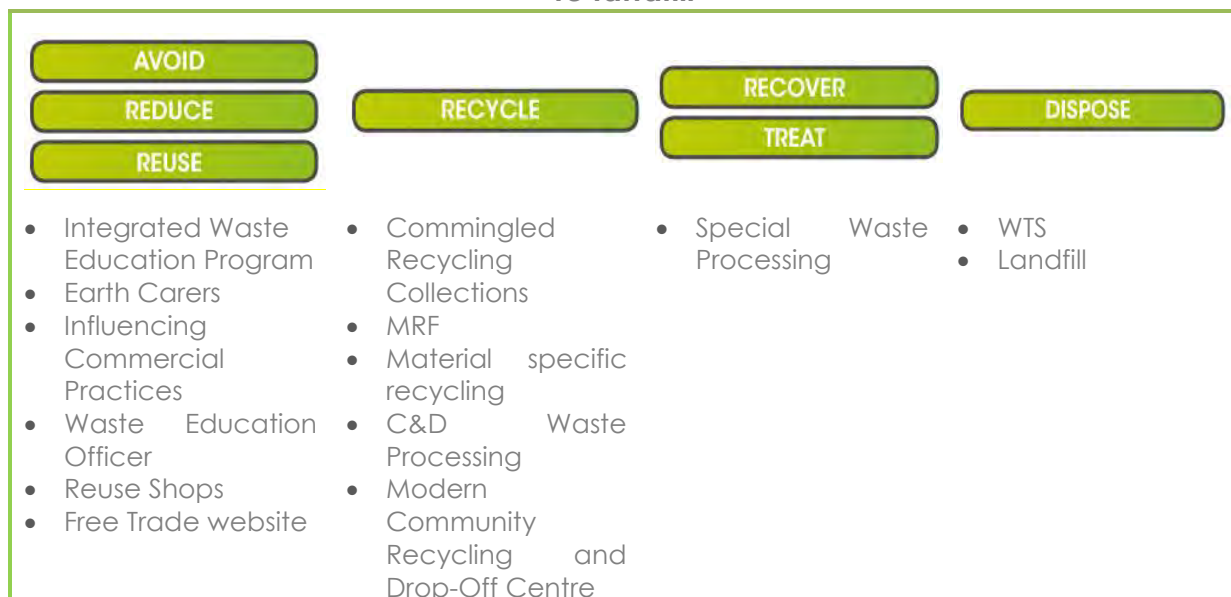 AVOID
REDUCE
REUSE
RECYCLE
RECOVER
TREAT
DISPOSE
• Integrated Waste
Education Program
• Earth Carers
• Influencing
Commercial
Practices
• Waste Education
Officer
• Reuse Shops
• Free Trade website
• Commingled
Recycling
Collections
• MRF
• Material specific
recycling
• C&D Waste
Processing
• Modern
Community
Recycling and
Drop-Off Centre
• Special Waste
Processing
• WTS
• Landfill